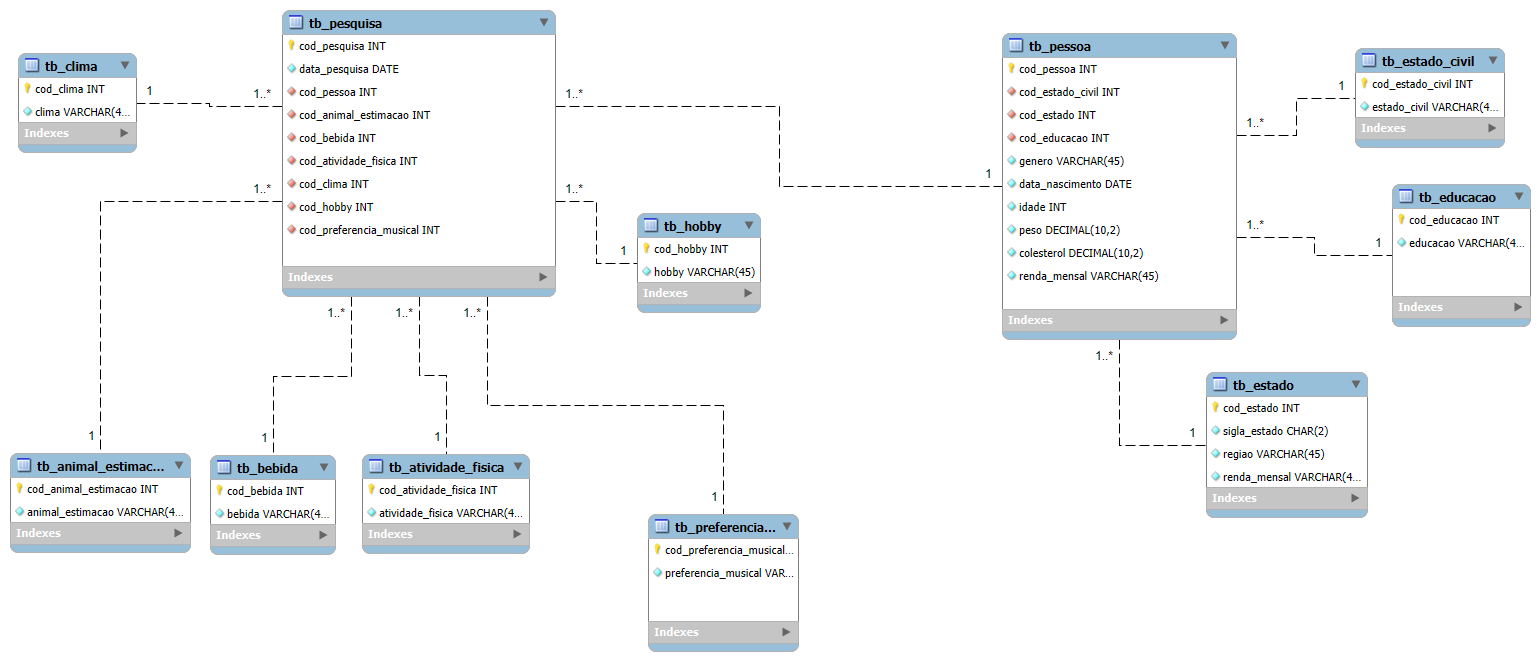 tb_pesquisa
cod_pesquisa INT
data_pesquisa DATE
cod_pessoa INT
cod_animal_estimacao INT
cod_bebida INT
cod_atividade_fisica INT
cod_clima INT
cod_hobby INT
cod_preferencia_musical INT
Indexes
tb_clima
cod_clima INT
clima VARCHAR(4...
Indexes
1
1..*
1..*
1
1..*
1..*
1
tb_hobby
cod_hobby INT
hobby VARCHAR(45)
Indexes
tb_pessoa
cod_pessoa INT
cod_estado_civil INT
cod_estado INT
cod_educacao INT
genero VARCHAR(45)
data_nascimento DATE
idade INT
peso DECIMAL(10,2)
colesterol DECIMAL(10,2)
renda_mensal VARCHAR(45)
Indexes
1
1..*
tb_estado_civil
cod_estado_civil INT
estado_civil VARCHAR(4...
Indexes
1..*
1
tb_educacao
cod_educacao INT
educacao VARCHAR(4...
Indexes
1..*
1
tb_estado
cod_estado INT
sigla_estado CHAR(2)
regiao VARCHAR(45)
renda_mensal VARCHAR(4...
Indexes
1..*
1..*
1..*
1
1
1
1
tb_animal_estimac...
cod_animal_estimacao INT
animal_estimacao VARCHAR(4...
Indexes
tb_bebida
cod_bebida INT
bebida VARCHAR(4...
Indexes
tb_atividade_fisica
cod_atividade_fisica INT
atividade_fisica VARCHAR(4...
Indexes
tb_preferencia...
cod_preferencia_musical...
preferencia_musical VAR...
Indexes